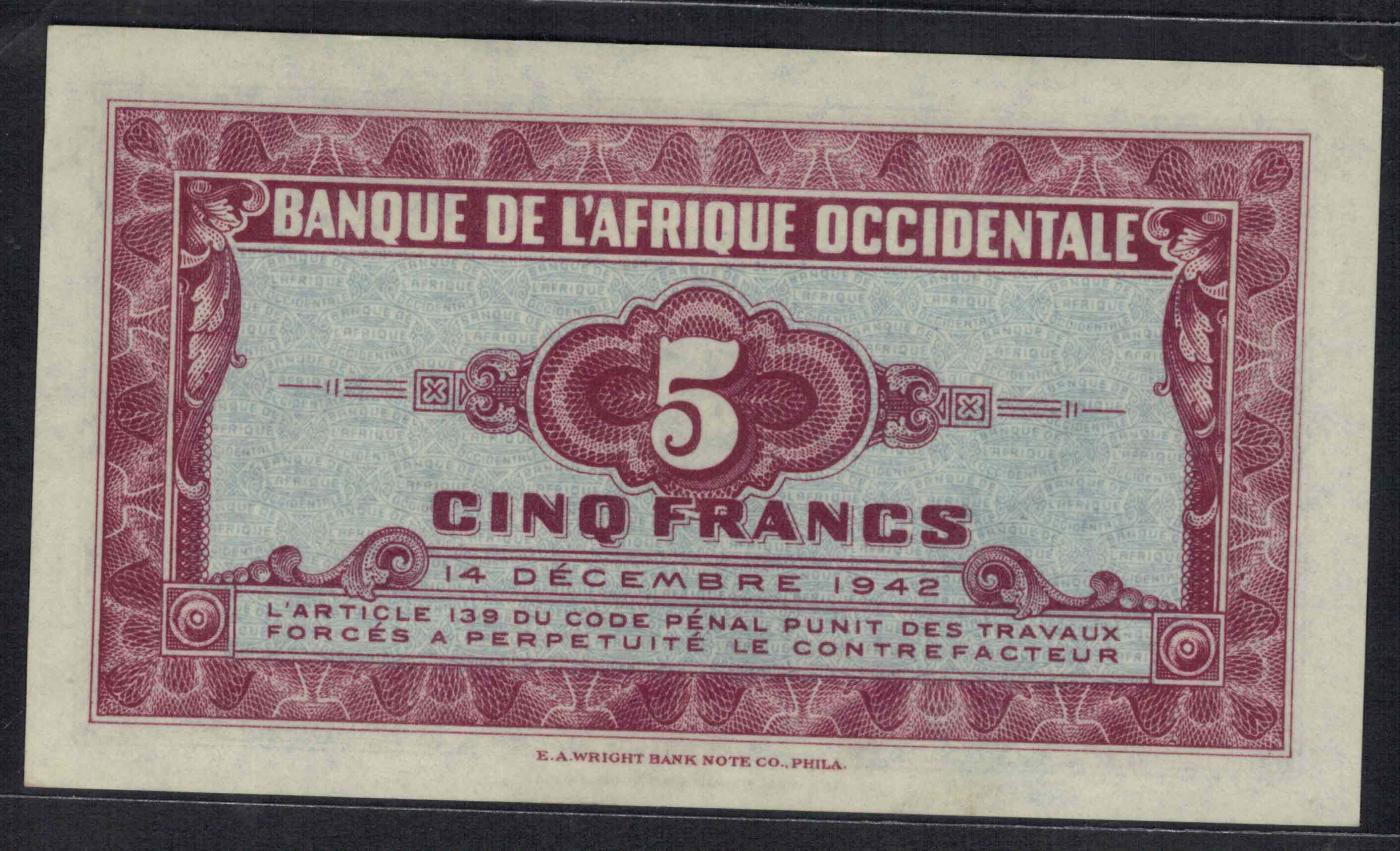 BANQUE DE L'AFRIQUE OCCIDENTALE
5
CINQ FRANCS
14 DÉCEMBRE 1942
L'ARTICLE 139 DU CODE PÉNAL PUNIT DES TRAVAUX
FORCÉS A PERPETUITÉ LE CONTREFACTEUR
E.A.WRIGHT BANK NOTE CO., PHILA.